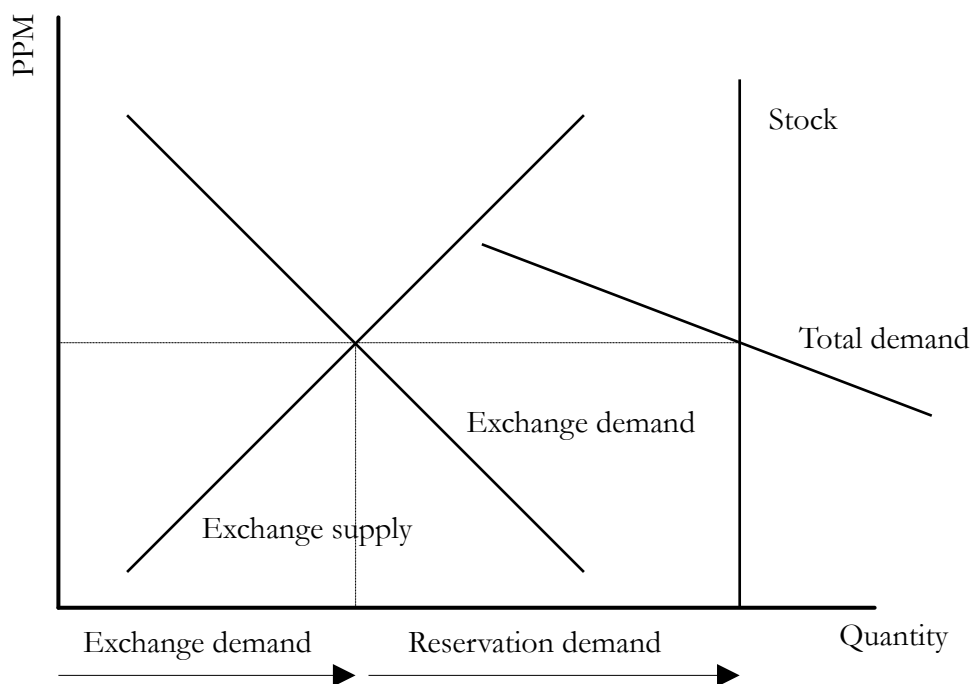 PPM
Stock
Total demand
Exchange demand
Exchange supply
Exchange demand
Reservation demand
Quantity